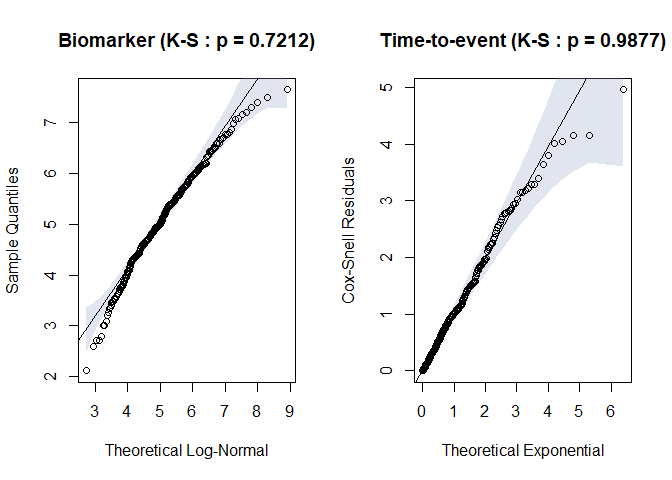 Biomarker (K-S : p = 0.7212)
Sample Quantiles
7
6
5
4
3
2
3 4 5 6 7 8 9
Theoretical Log-Normal
Time-to-event (K-S : p = 0.9877)
Cox-Snell Residuals
5
4
3
2
1
0
0 1 2 3 4 5 6
Theoretical Exponential